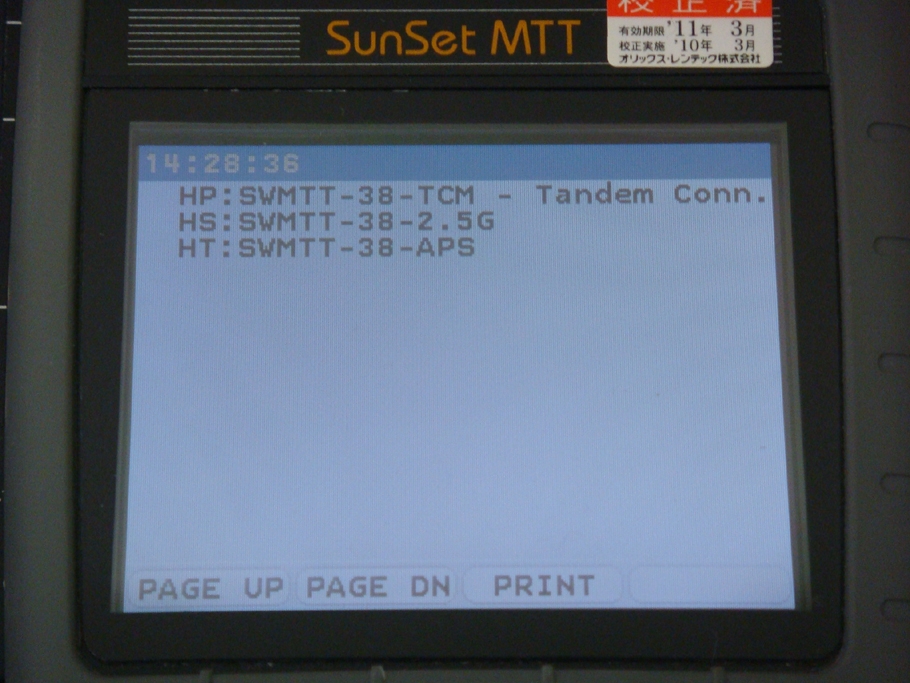 SunSet MTT
校正済
有効期限 '11年 3月
校正実施 '10年 3月
オリックス・レンテック株式会社
14:28:36
HP:SWMTT-38-TCM - Tandem Conn.
HS:SWMTT-38-2.5G
HT:SWMTT-38-APS
PAGE UP PAGE DN PRINT